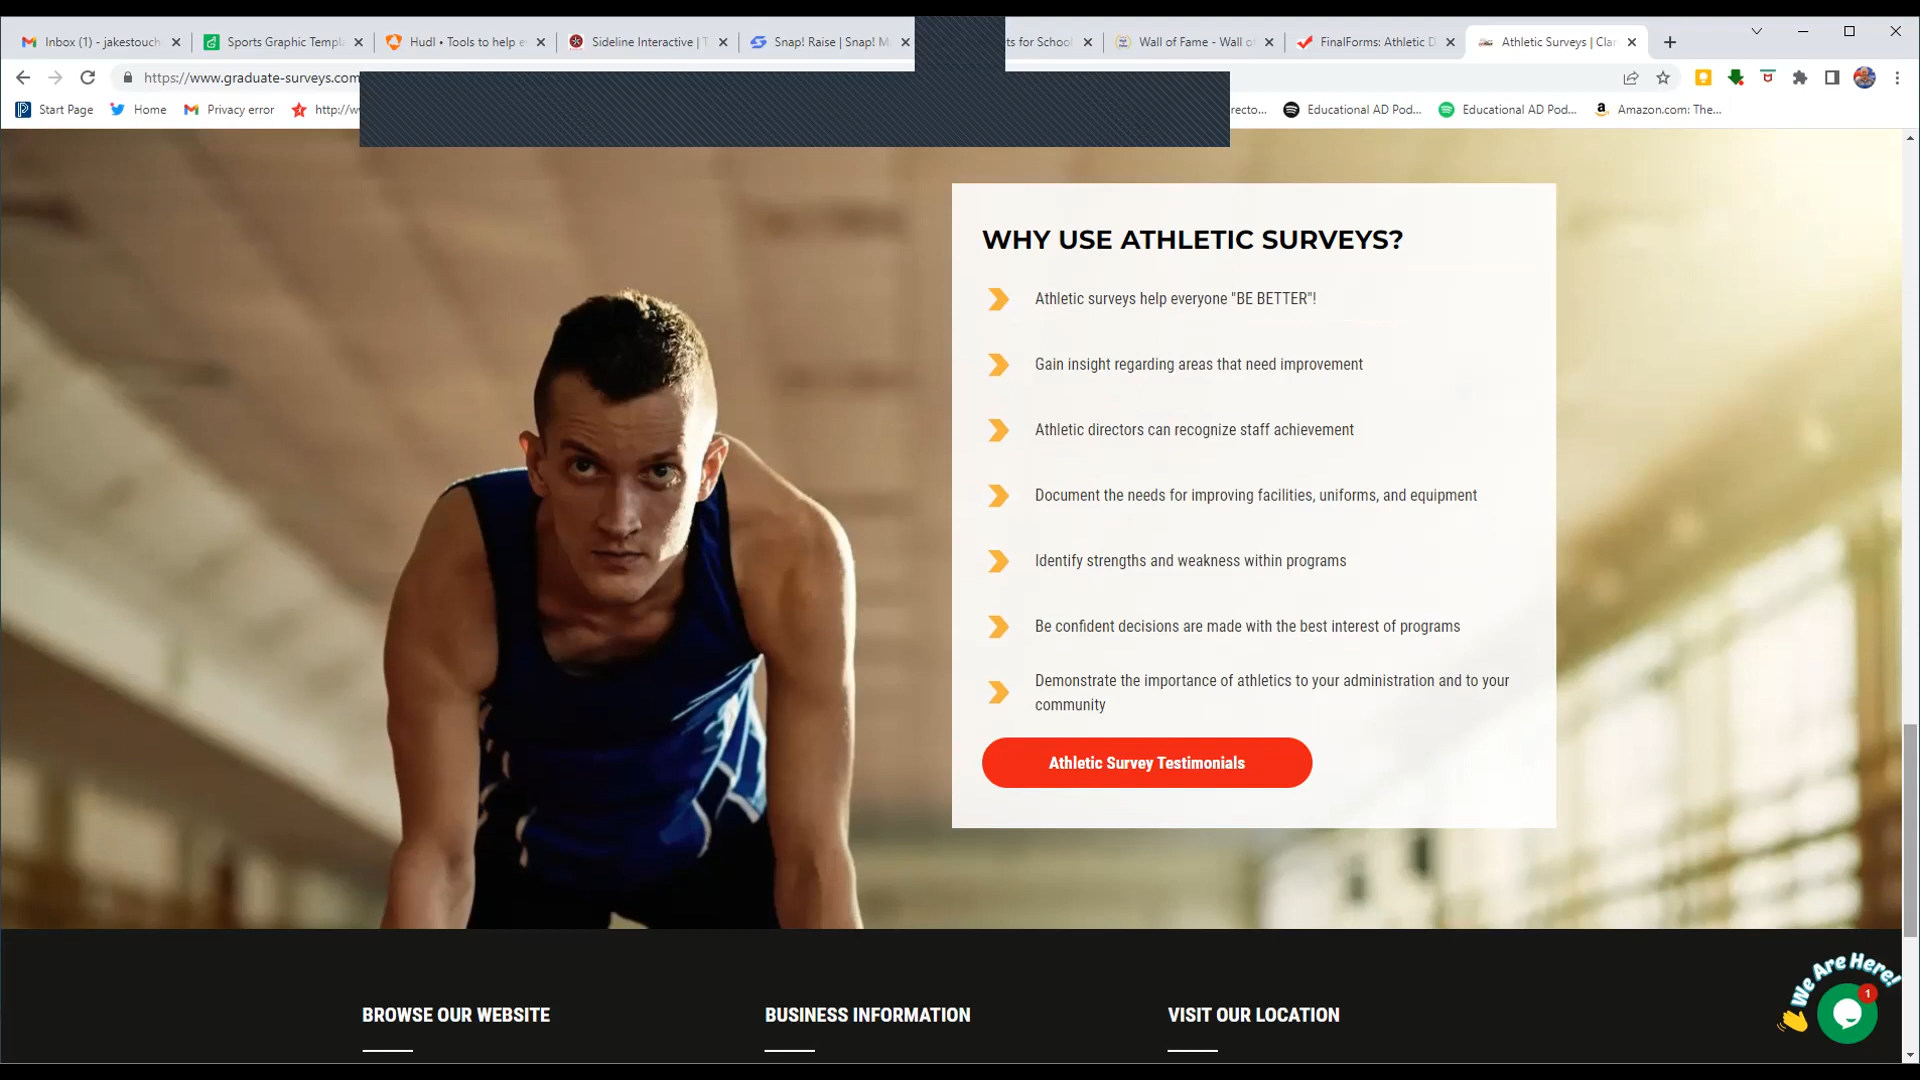 Inbox (1) - jakestouch
Sports Graphic Templ
Hudl • Tools to help e
Sideline Interactive | T
Snap! Raise | Snap! M
ts for School
Wall of Fame - Wall o
FinalForms: Athletic D
Athletic Surveys | Cla
https://www.graduate-surveys.com
Start Page
Home
Privacy error
http://w
recto...
Educational AD Pod...
Educational AD Pod...
Amazon.com: The...
WHY USE ATHLETIC SURVEYS?
Athletic surveys help everyone "BE BETTER"!
Gain insight regarding areas that need improvement
Athletic directors can recognize staff achievement
Document the needs for improving facilities, uniforms, and equipment
Identify strengths and weakness within programs
Be confident decisions are made with the best interest of programs
Demonstrate the importance of athletics to your administration and to your
community
Athletic Survey Testimonials
We Are Here!
1
BROWSE OUR WEBSITE
BUSINESS INFORMATION
VISIT OUR LOCATION